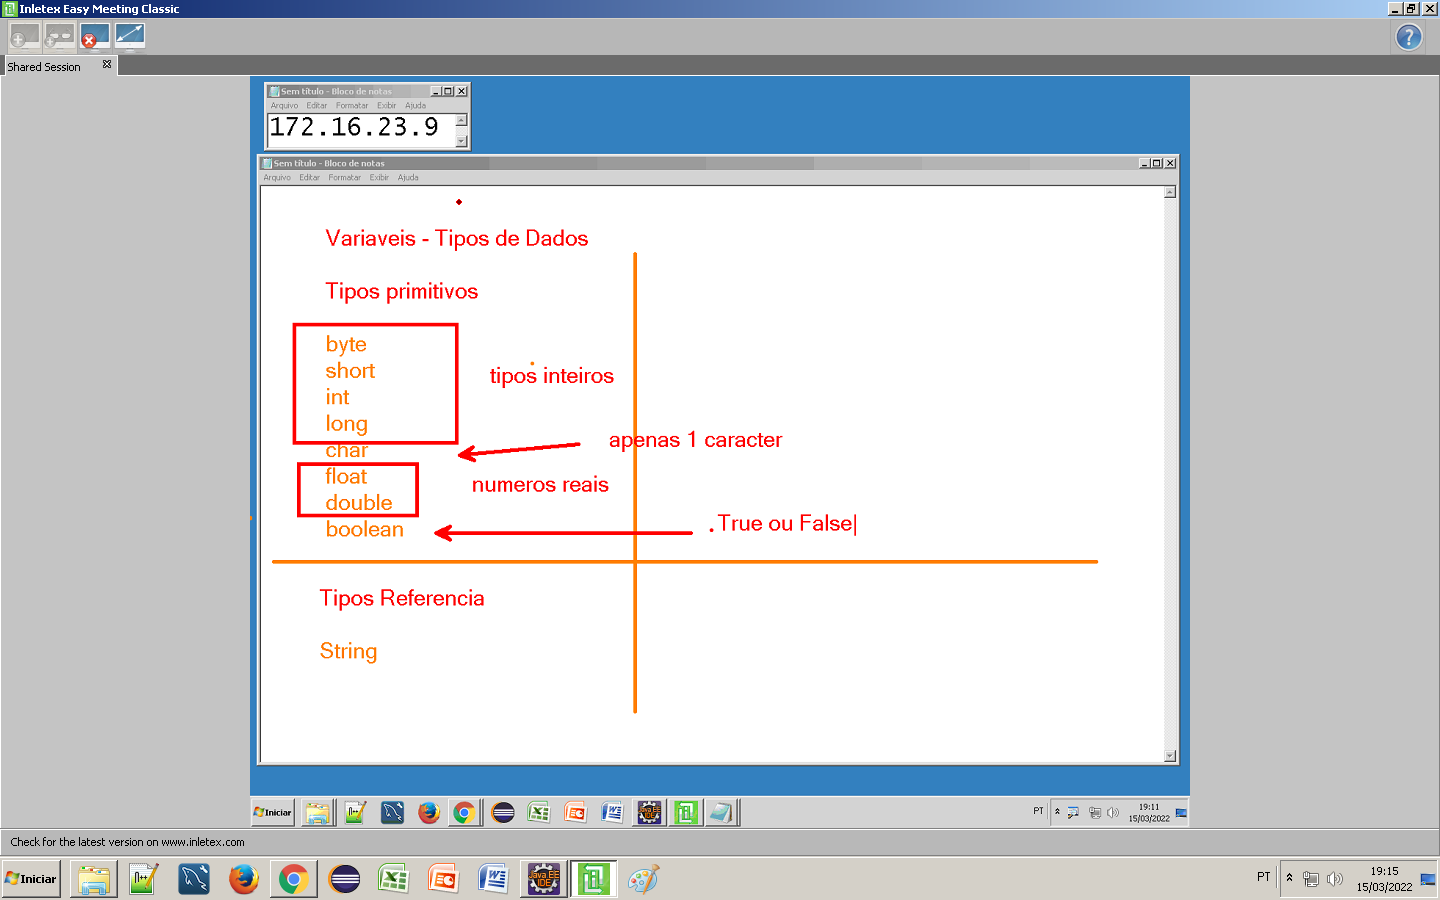 Inletex Easy Meeting Classic
Shared Session
Sem título - Bloco de notas
Arquivo Editar Formatar Exibir Ajuda
172.16.23.9
Sem título - Bloco de notas
Arquivo Editar Formatar Exibir Ajuda
Variaveis - Tipos de Dados
Tipos primitivos
byte
short
tipos inteiros
int
long
apenas 1 caracter
char
float
numeros reais
double
.True ou False
boolean
Tipos Referencia
String
Iniciar
PT
19:11
15/03/2022
Check for the latest version on www.inletex.com
Iniciar
Java EE
IDE
PT
19:15
15/03/2022